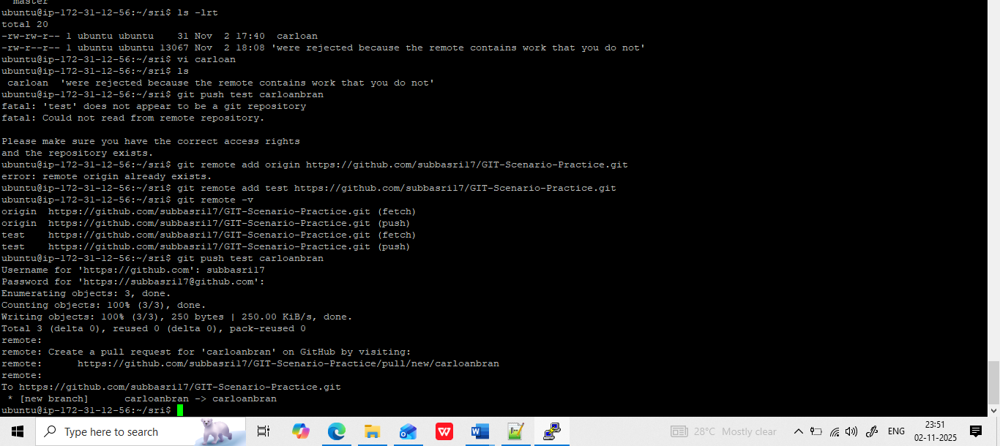 master
ubuntu@ip-172-31-12-56:~/sri$ ls -lrt
total 20
-rw-rw-r-- 1 ubuntu ubuntu    31 Nov  2 17:40  carloan
-rw-r--r-- 1 ubuntu ubuntu 13067 Nov  2 18:08 'were rejected because the remote contains work that you do not'
ubuntu@ip-172-31-12-56:~/sri$ vi carloan
ubuntu@ip-172-31-12-56:~/sri$ ls
 carloan  'were rejected because the remote contains work that you do not'
ubuntu@ip-172-31-12-56:~/sri$ git push test carloanbran
fatal: 'test' does not appear to be a git repository
fatal: Could not read from remote repository.

Please make sure you have the correct access rights
and the repository exists.
ubuntu@ip-172-31-12-56:~/sri$ git remote add origin https://github.com/subbasri17/GIT-Scenario-Practice.git
error: remote origin already exists.
ubuntu@ip-172-31-12-56:~/sri$ git remote add test https://github.com/subbasri17/GIT-Scenario-Practice.git
ubuntu@ip-172-31-12-56:~/sri$ git remote -v
origin  https://github.com/subbasri17/GIT-Scenario-Practice.git (fetch)
origin  https://github.com/subbasri17/GIT-Scenario-Practice.git (push)
test    https://github.com/subbasri17/GIT-Scenario-Practice.git (fetch)
test    https://github.com/subbasri17/GIT-Scenario-Practice.git (push)
ubuntu@ip-172-31-12-56:~/sri$ git push test carloanbran
Username for 'https://github.com': subbasri17
Password for 'https://subbasri17@github.com':
Enumerating objects: 3, done.
Counting objects: 100% (3/3), done.
Writing objects: 100% (3/3), 250 bytes | 250.00 KiB/s, done.
Total 3 (delta 0), reused 0 (delta 0), pack-reused 0
remote:
remote: Create a pull request for 'carloanbran' on GitHub by visiting:
remote:      https://github.com/subbasri17/GIT-Scenario-Practice/pull/new/carloanbran
remote:
To https://github.com/subbasri17/GIT-Scenario-Practice.git
 * [new branch]      carloanbran -> carloanbran
ubuntu@ip-172-31-12-56:~/sri$
Type here to search
28°C Mostly clear
ENG
23:51
02-11-2025